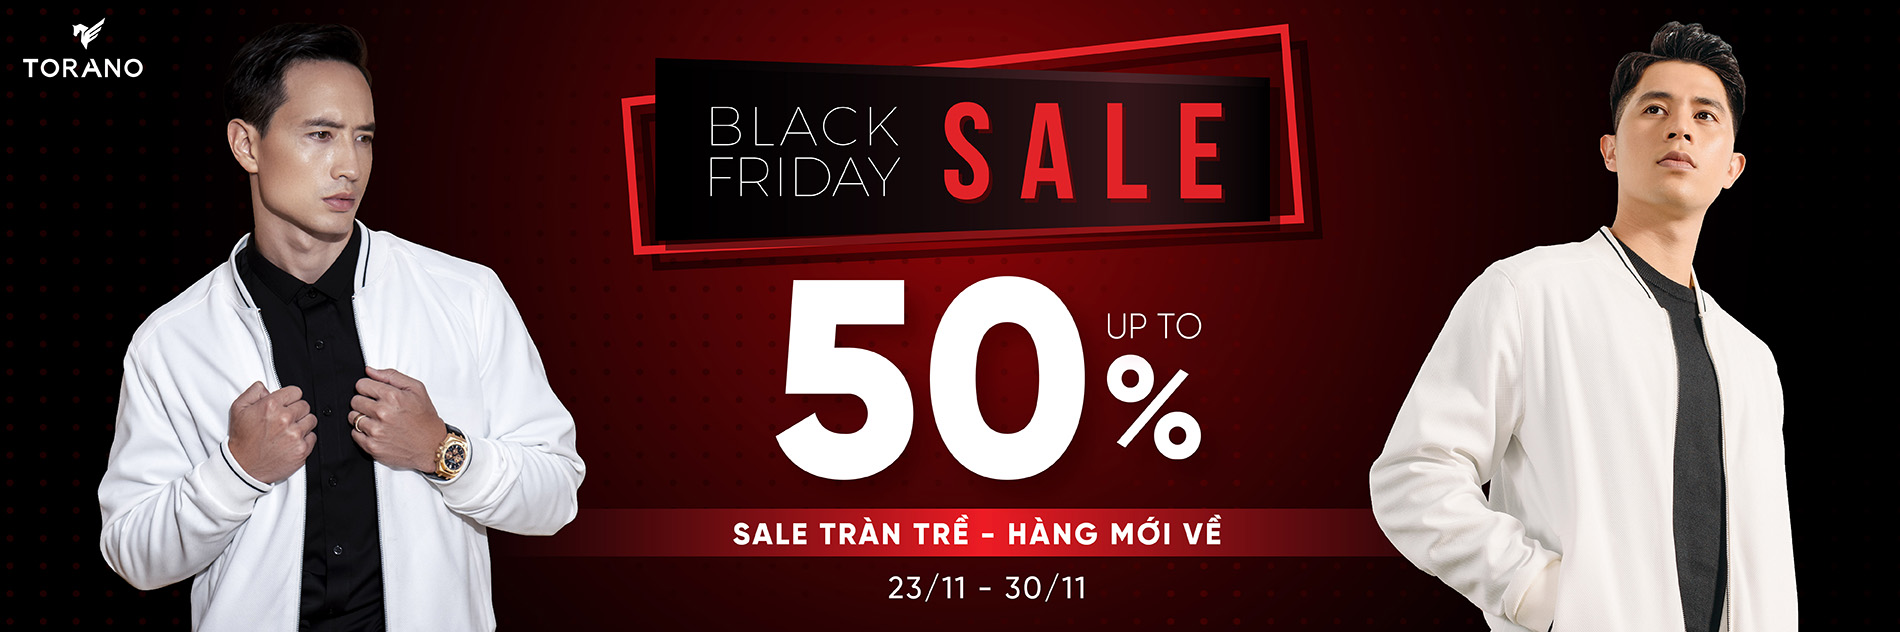 TORANO
BLACK
FRIDAY
SALE
50
UP TO
%
SALE TRÀN TRỀ - HÀNG MỚI VỀ
23/11 - 30/11